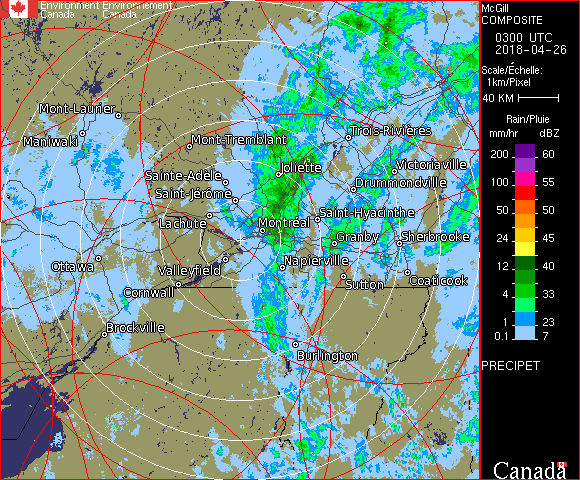 Environment Environnement
Canada Canada
McGill
COMPOSITE
0300 UTC
2018-04-26
Scale/Échelle:
1km/Pixel
40 KM
Rain/Pluie
mm/hr dBZ
200 60
100 55
50 50
24 45
12 40
4 33
1 23
0.1 7
PRECIPET
Canada
Mont-Laurier
Maniwaki
Mont-Tremblant
Trois-Rivières
Sainte-Adèle
Joliette
Victoriaville
Saint-Jérôme
Drummondville
Lachute
Montréal
Saint-Hyacinthe
Granby
Sherbrooke
Ottawa
Valleyfield
Napierville
Cornwall
Sutton
Coaticook
Brockville
Burlington